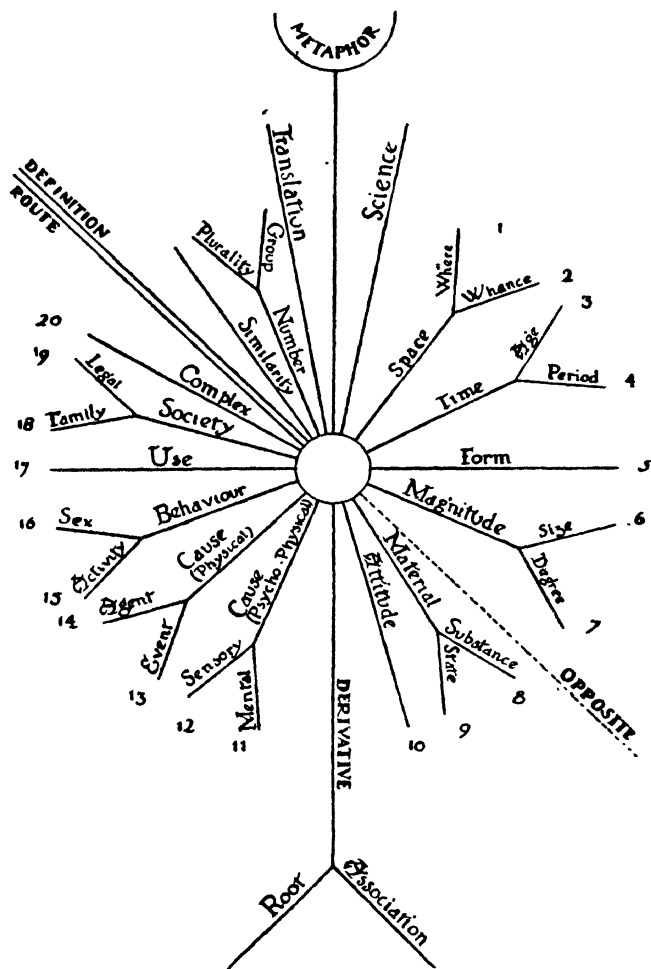 METAPHOR
Translation
Science
DEFINITION
ROUTE
Plurality
Group
Number
Similarity
Where
1
Whance
2
Space
Age
3
Period
4
Time
20
Complex
19
Legal
18
Family
Society
17
Use
Form
5
16
Sex
Behaviour
15
Activity
Magnitude
Size
6
Degree
7
14
Agent
Cause
(Physical)
Event
13
Cause
(Psycho-Physical)
Sensory
12
Mental
11
Attitude
10
Material
Substance
8
State
9
OPPOSITE
DERIVATIVE
Root
Association